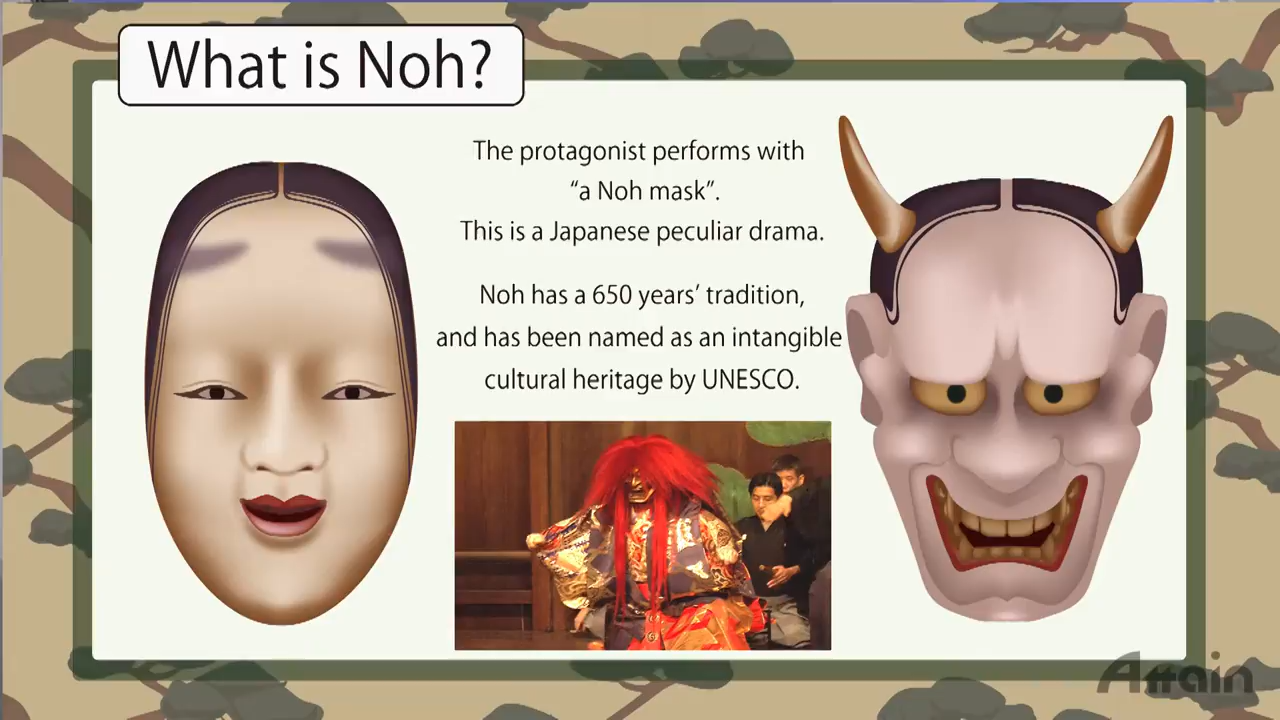 What is Noh?
The protagonist performs with
“a Noh mask”.
This is a Japanese peculiar drama.
Noh has a 650 years’ tradition,
and has been named as an intangible
cultural heritage by UNESCO.
Attain